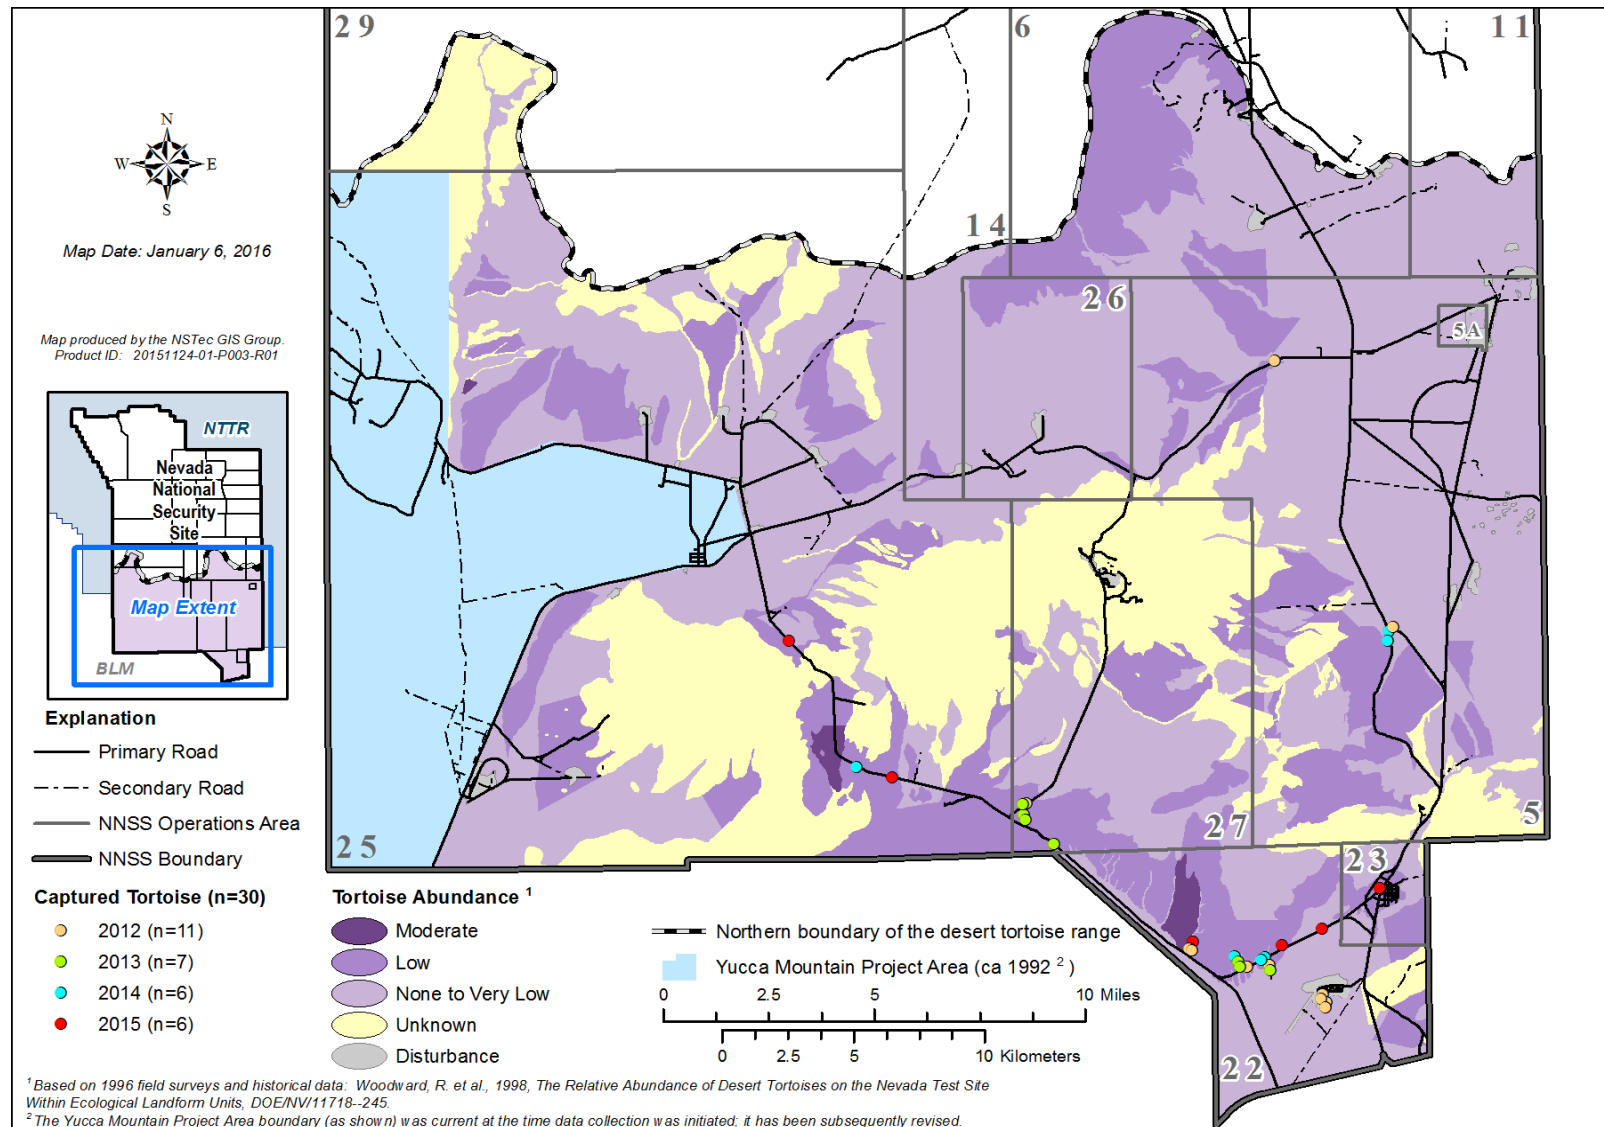 29
6
11
N
W
E
S
Map Date: January 6, 2016
14
26
5A
Map produced by the NSTec GIS Group.
Product ID: 20151124-01-P003-R01
NTTR
Nevada
National
Security
Site
Map Extent
BLM
25
27
5
23
22
Explanation
Primary Road
Secondary Road
NNSS Operations Area
NNSS Boundary
Captured Tortoise (n=30)
2012 (n=11)
2013 (n=7)
2014 (n=6)
2015 (n=6)
Tortoise Abundance 1
Moderate
Low
None to Very Low
Unknown
Disturbance
Northern boundary of the desert tortoise range
Yucca Mountain Project Area (ca 1992 2 )
0 2.5 5 10 Miles
0 2.5 5 10 Kilometers
1 Based on 1996 field surveys and historical data: Woodward, R. et al., 1998, The Relative Abundance of Desert Tortoises on the Nevada Test Site
Within Ecological Landform Units, DOE/NV/11718--245.
2 The Yucca Mountain Project Area boundary (as shown) was current at the time data collection was initiated; it has been subsequently revised.